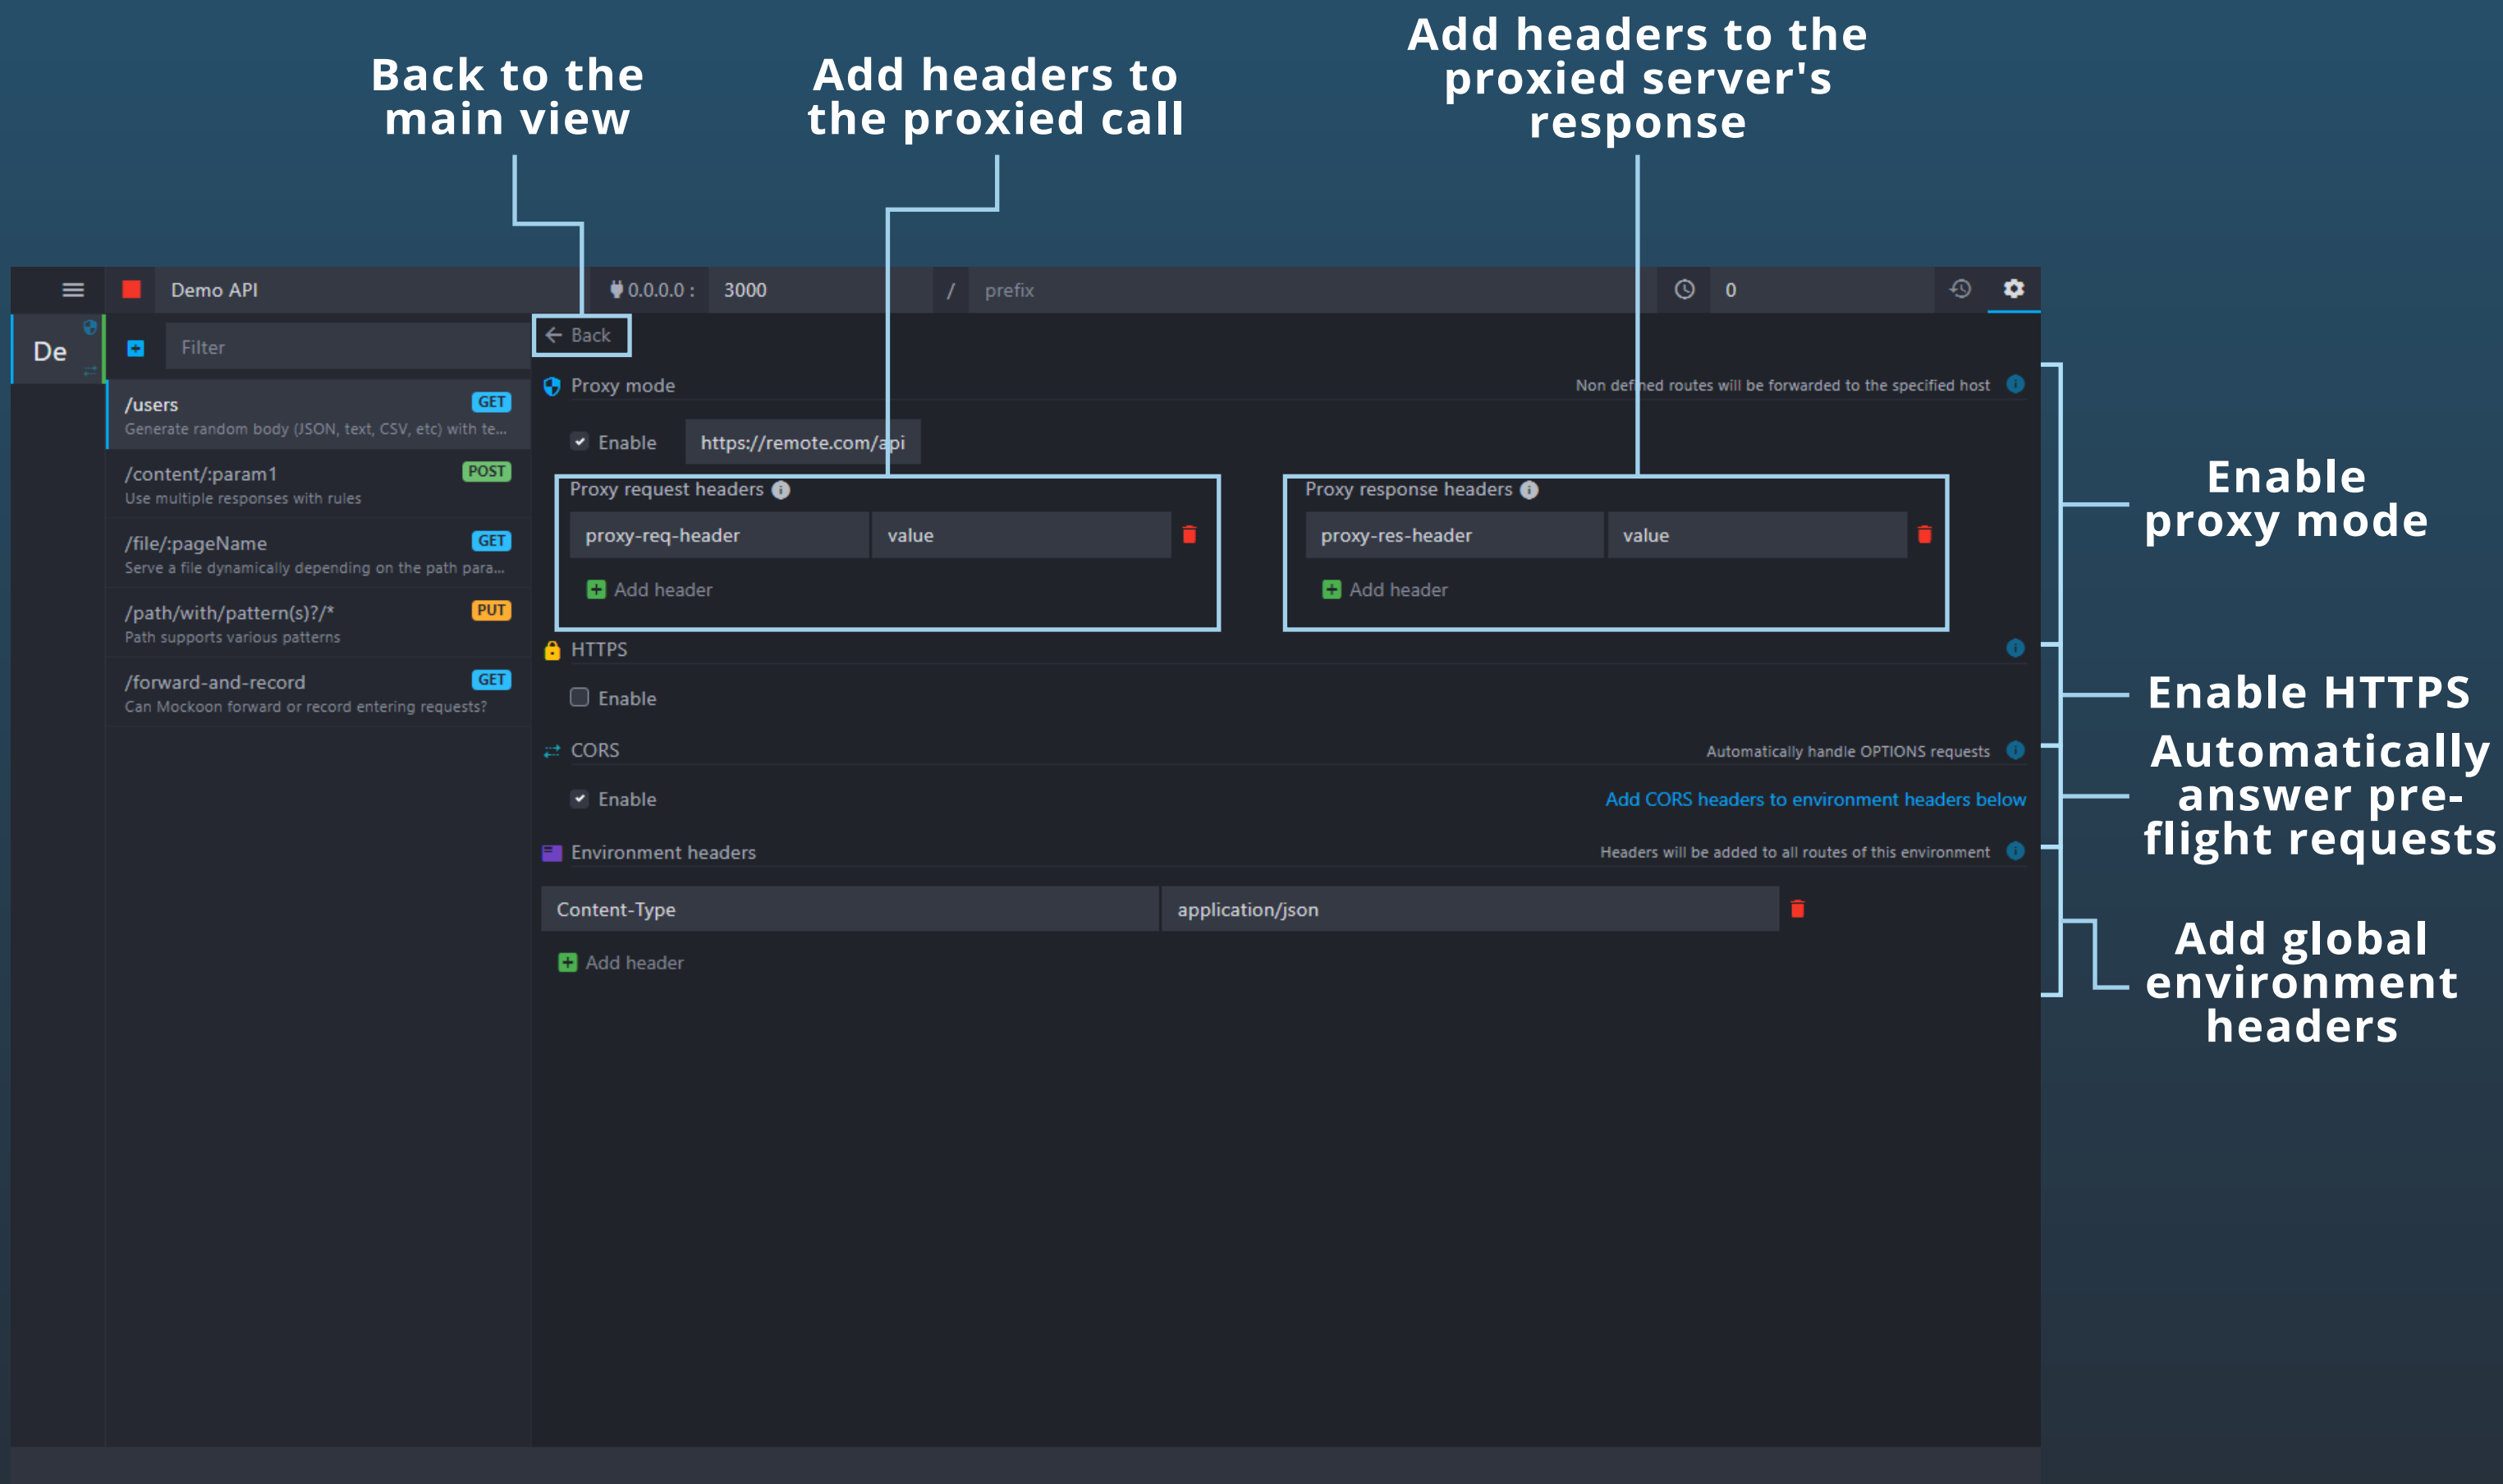 Back to the
main view
Add headers to
the proxied call
Add headers to the
proxied server's
response
Demo API
0.0.0.0 :
3000
/
prefix
0
De
Filter
Back
/users
GET
Generate random body (JSON, text, CSV, etc) with te...
/content/:param1
POST
Use multiple responses with rules
/file/:pageName
GET
Serve a file dynamically depending on the path para...
/path/with/pattern(s)?/*
PUT
Path supports various patterns
/forward-and-record
GET
Can Mockoon forward or record entering requests?
Proxy mode
Non defined routes will be forwarded to the specified host
Enable
https://remote.com/api
Proxy request headers
proxy-req-header
value
Add header
Proxy response headers
proxy-res-header
value
Add header
HTTPS
Enable
CORS
Automatically handle OPTIONS requests
Enable
Add CORS headers to environment headers below
Environment headers
Headers will be added to all routes of this environment
Content-Type
application/json
Add header
Enable
proxy mode
Enable HTTPS
Automatically
answer pre-
flight requests
Add global
environment
headers